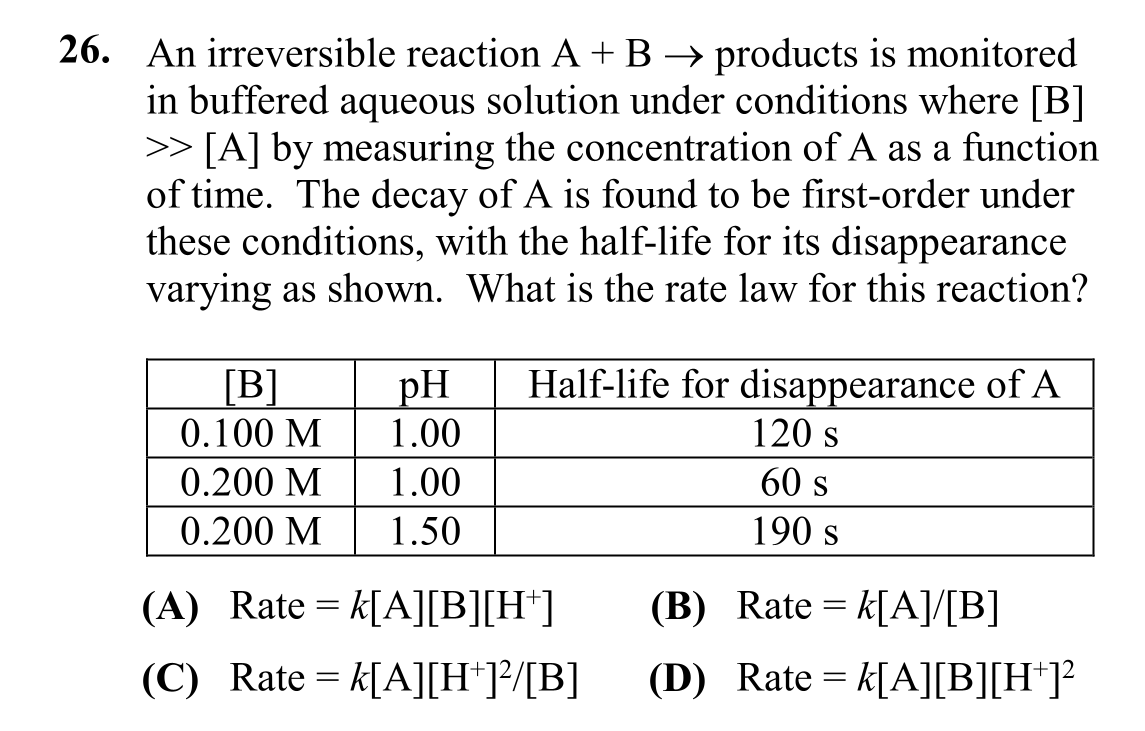 26. An irreversible reaction A + B → products is monitored
in buffered aqueous solution under conditions where [B]
>> [A] by measuring the concentration of A as a function
of time. The decay of A is found to be first-order under
these conditions, with the half-life for its disappearance
varying as shown. What is the rate law for this reaction?
[B] pH Half-life for disappearance of A
0.100 M 1.00 120 s
0.200 M 1.00 60 s
0.200 M 1.50 190 s
(A) Rate = k[A][B][H⁺] (B) Rate = k[A]/[B]
(C) Rate = k[A][H⁺]²/[B] (D) Rate = k[A][B][H⁺]²